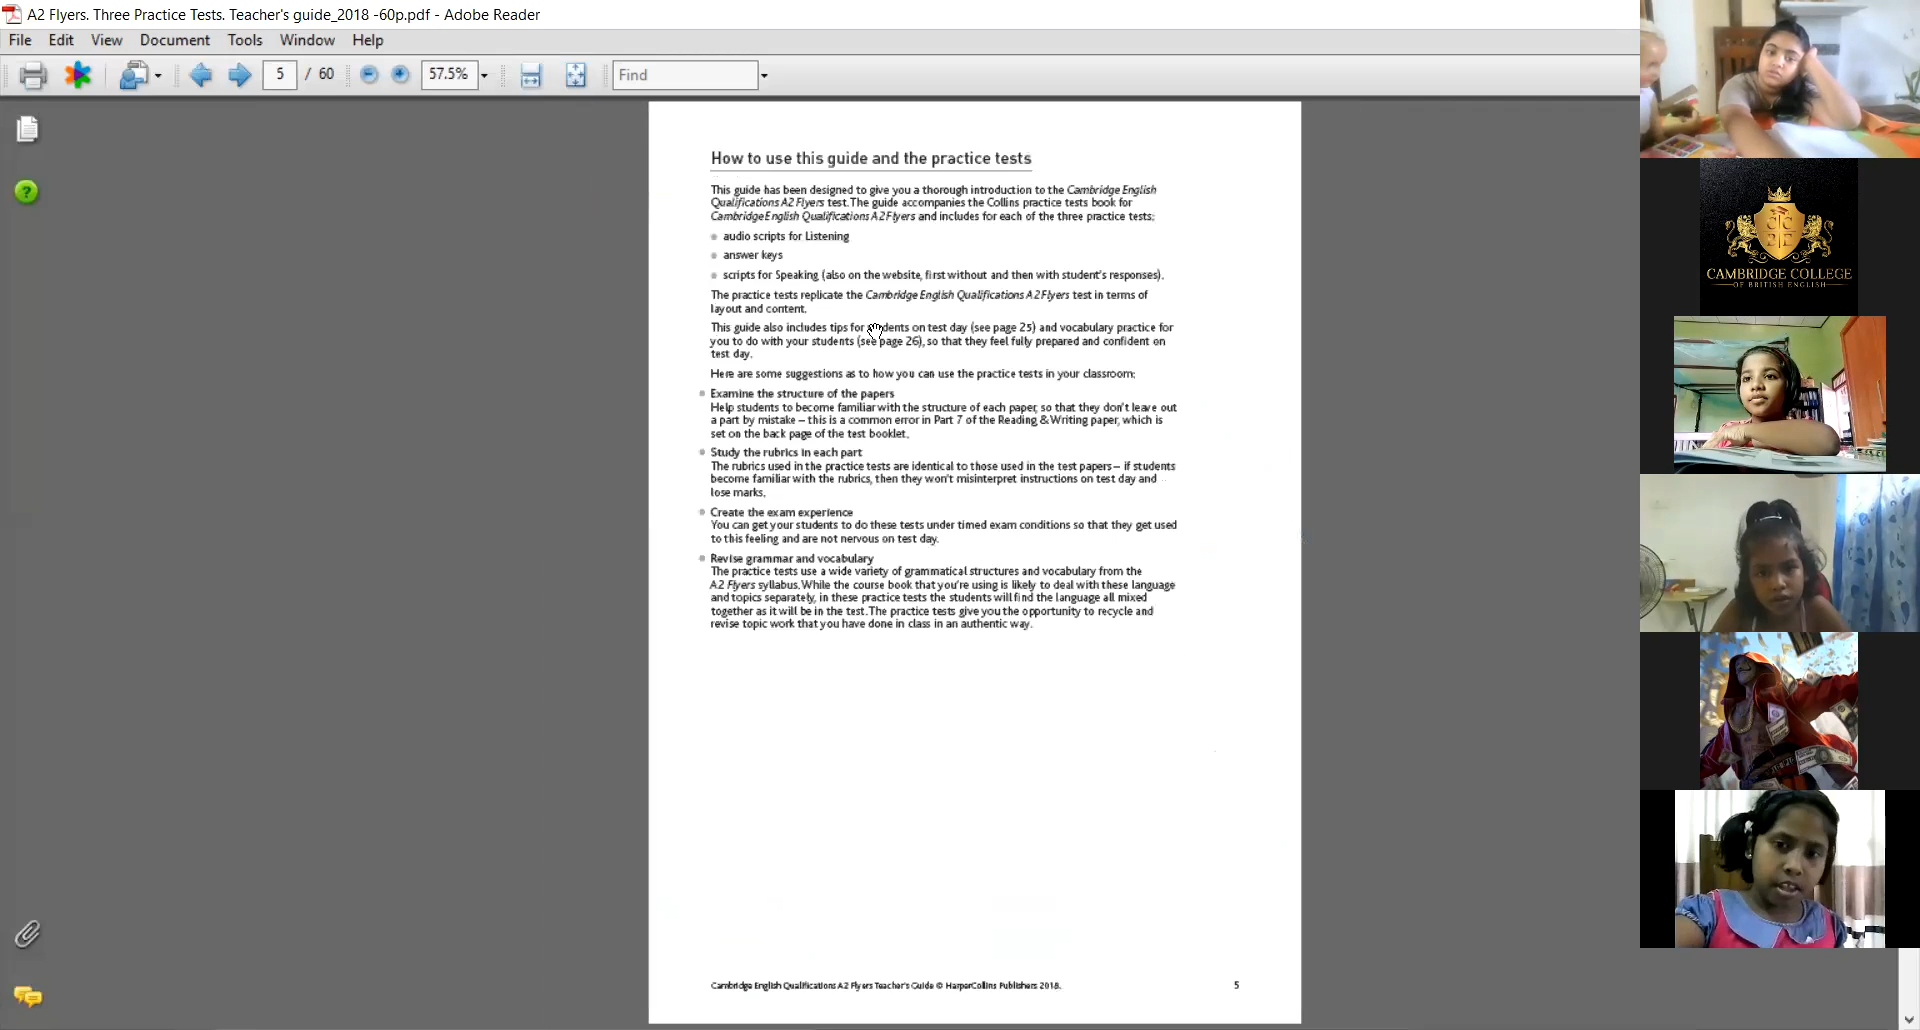 A2 Flyers. Three Practice Tests. Teacher's guide_2018 -60p.pdf - Adobe Reader
File Edit View Document Tools Window Help
5 / 60 57.5% Find
How to use this guide and the practice tests
This guide has been designed to give you a thorough introduction to the Cambridge English
Qualifications A2 Flyers test. The guide accompanies the Collins practice tests book for
Cambridge English Qualifications A2 Flyers and includes for each of the three practice tests:
audio scripts for Listening
answer keys
scripts for Speaking (also on the website, first without and then with student's responses).
The practice tests replicate the Cambridge English Qualifications A2 Flyers test in terms of
layout and content.
This guide also includes tips for students on test day (see page 25) and vocabulary practice for
you to do with your students (see page 26), so that they feel fully prepared and confident on
test day.
Here are some suggestions as to how you can use the practice tests in your classroom:
Examine the structure of the papers
Help students to become familiar with the structure of each paper, so that they don't leave out
a part by mistake – this is a common error in Part 7 of the Reading & Writing paper, which is
set on the back page of the test booklet.
Study the rubrics in each part
The rubrics used in the practice tests are identical to those used in the test papers – if students
become familiar with the rubrics, then they won't misinterpret instructions on test day and
lose marks.
Create the exam experience
You can get your students to do these tests under timed exam conditions so that they get used
to this feeling and are not nervous on test day.
Revise grammar and vocabulary
The practice tests use a wide variety of grammatical structures and vocabulary from the
A2 Flyers syllabus. While the course book that you're using is likely to deal with these language
and topics separately, in these practice tests the students will find the language all mixed
together as it will be in the test. The practice tests give you the opportunity to recycle and
revise topic work that you have done in class in an authentic way.
Cambridge English Qualifications A2 Flyers Teacher's Guide © HarperCollins Publishers 2018. 5
CAMBRIDGE COLLEGE
OF BRITISH ENGLISH